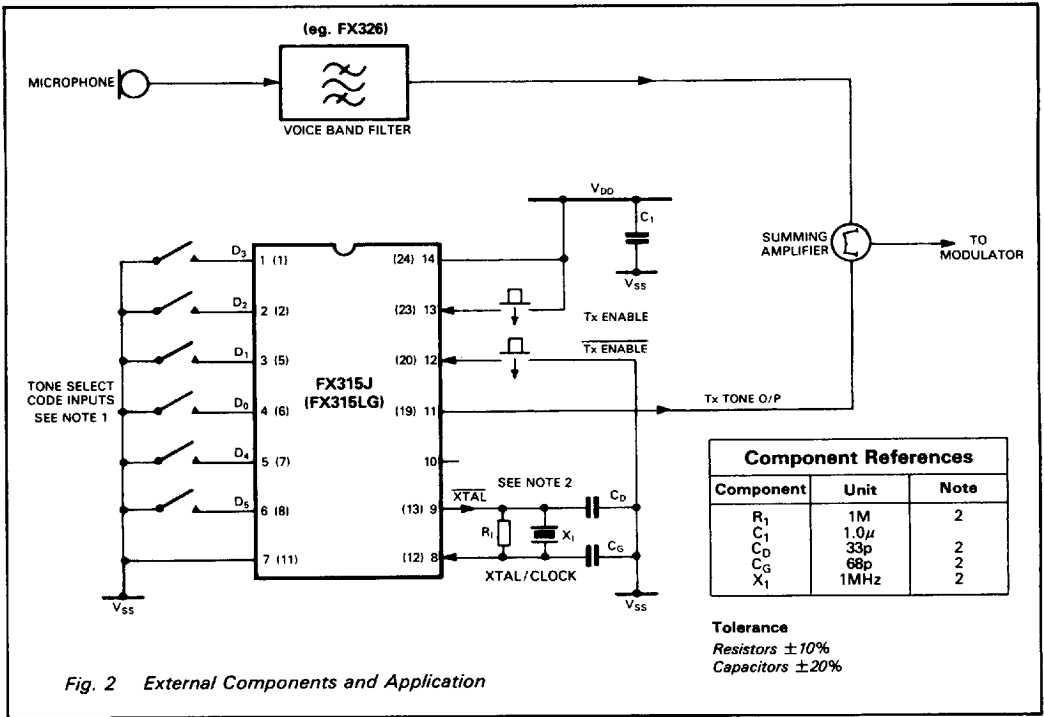 (eg. FX326)
MICROPHONE
VOICE BAND FILTER
VDD
C1
VSS
SUMMING
AMPLIFIER
TO
MODULATOR
D3
1 (1)
(24) 14
D2
2 (2)
(23) 13
Tx ENABLE
D1
3 (5)
(20) 12
Tx ENABLE
TONE SELECT
CODE INPUTS
SEE NOTE 1
FX315J
(FX315LG)
D0
4 (6)
(19) 11
Tx TONE O/P
D4
5 (7)
10
D5
6 (8)
SEE NOTE 2
XTAL
(13) 9
CD
R1
X1
7 (11)
(12) 8
CG
XTAL/CLOCK
VSS
VSS
Component References
Component Unit Note
R1 1M 2
C1 1.0μ
CD 33p 2
CG 68p 2
X1 1MHz 2
Tolerance
Resistors ±10%
Capacitors ±20%
Fig. 2 External Components and Application